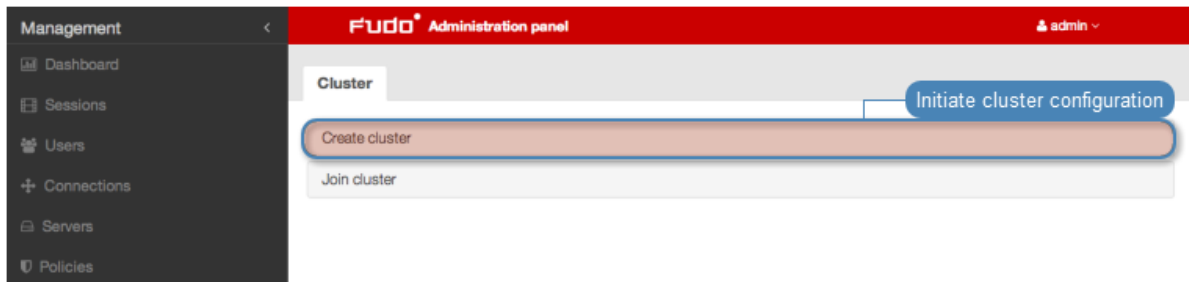 Management
FUDO Administration panel
admin
Dashboard
Cluster
Sessions
Initiate cluster configuration
Users
Create cluster
Connections
Join cluster
Servers
Policies